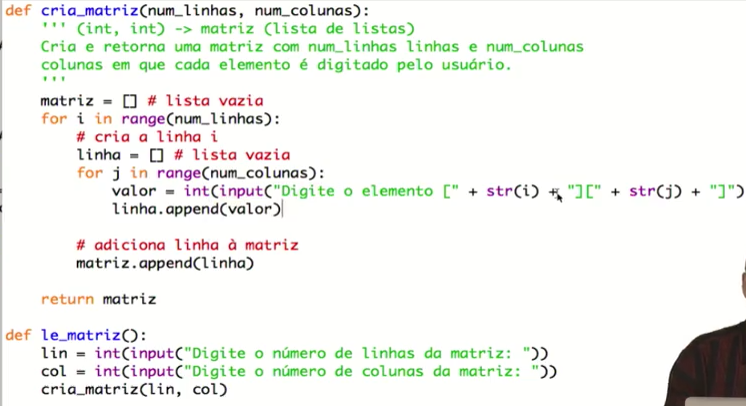 def cria_matriz(num_linhas, num_colunas):
''' (int, int) -> matriz (lista de listas)
Cria e retorna uma matriz com num_linhas linhas e num_colunas
colunas em que cada elemento é digitado pelo usuário.
'''
matriz = [] # lista vazia
for i in range(num_linhas):
# cria a linha i
linha = [] # lista vazia
for j in range(num_colunas):
valor = int(input("Digite o elemento [" + str(i) + "][" + str(j) + "]")
linha.append(valor)
# adiciona linha à matriz
matriz.append(linha)
return matriz
def le_matriz():
lin = int(input("Digite o número de linhas da matriz: "))
col = int(input("Digite o número de colunas da matriz: "))
cria_matriz(lin, col)